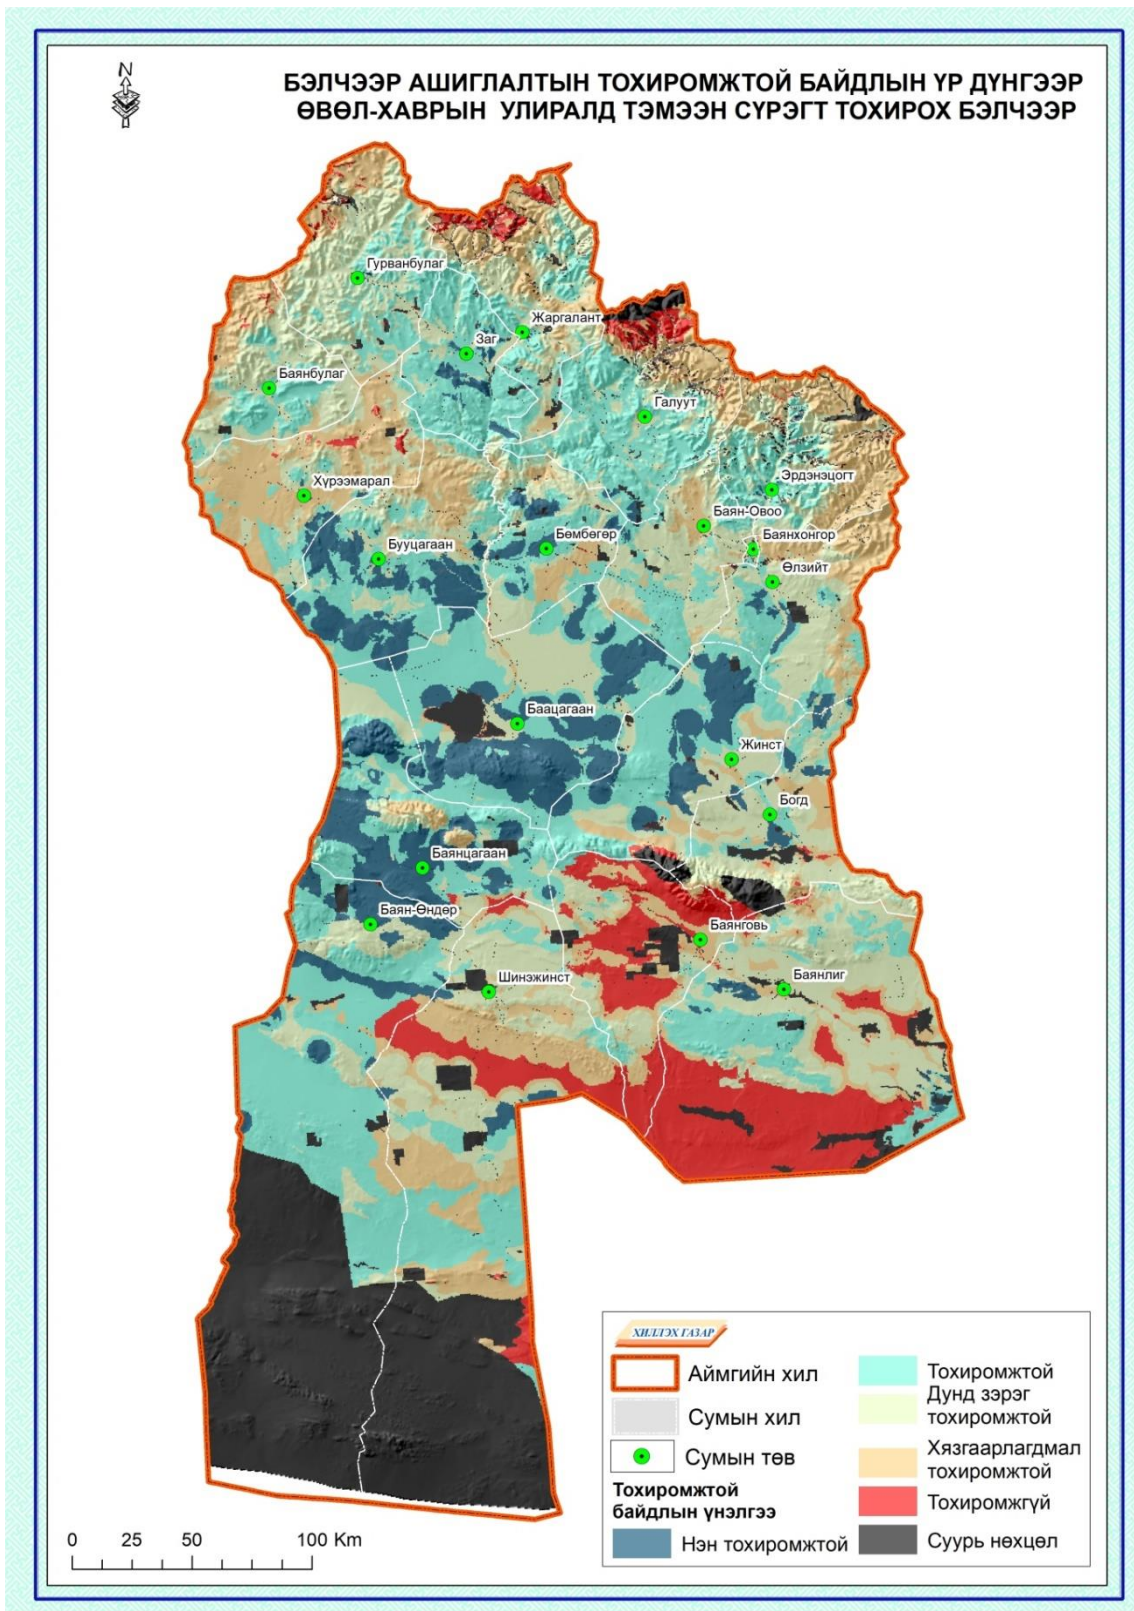 БЭЛЧЭЭР АШИГЛАЛТЫН ТОХИРОМЖТОЙ БАЙДЛЫН ҮР ДҮНГЭЭР
ӨВӨЛ-ХАВРЫН УЛИРАЛД ТЭМЭЭН СҮРЭГТ ТОХИРОХ БЭЛЧЭЭР
N
Гурванбулаг
Жаргалант
Заг
Баянбулаг
Галуут
Хүрээмарал
Эрдэнэцогт
Баян-Овоо
Баянхонгор
Бөмбөгөр
Бууцагаан
Өлзийт
Баацагаан
Жинст
Богд
Баянцагаан
Баян-Өндөр
Баянговь
Шинэжинст
Баянлиг
ХИЛЛЭХ ГАЗАР
Аймгийн хил
Сумын хил
Сумын төв
Тохиромжтой
байдлын үнэлгээ
Нэн тохиромжтой
Тохиромжтой
Дунд зэрэг
тохиромжтой
Хязгаарлагдмал
тохиромжтой
Тохиромжгүй
Суурь нөхцөл
0 25 50 100 Km